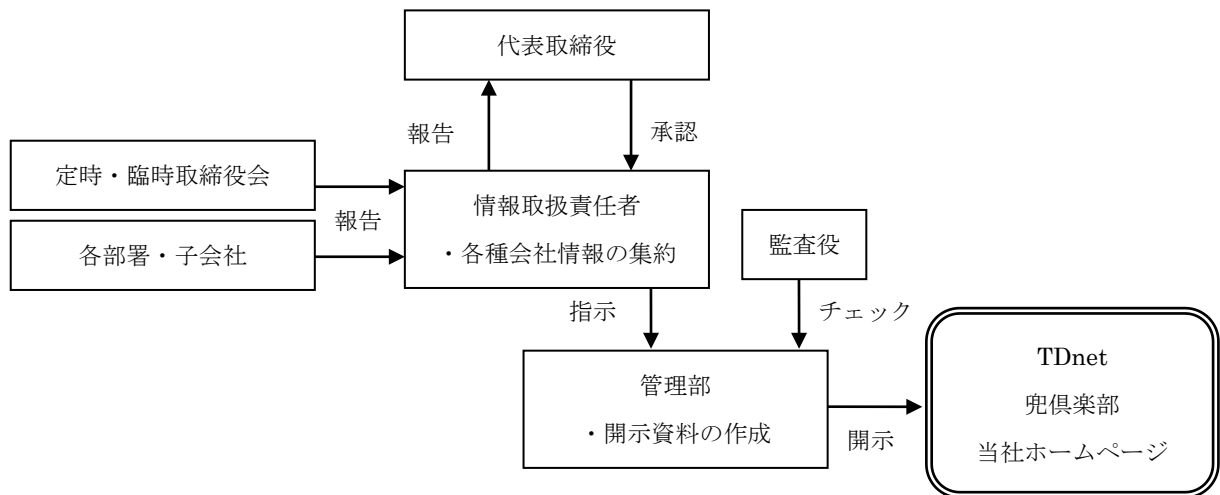 代表取締役
報告
承認
定時・臨時取締役会
各部署・子会社
報告
情報取扱責任者
・各種会社情報の集約
監査役
指示
チェック
管理部
・開示資料の作成
開示
TDnet
兜倶楽部
当社ホームページ